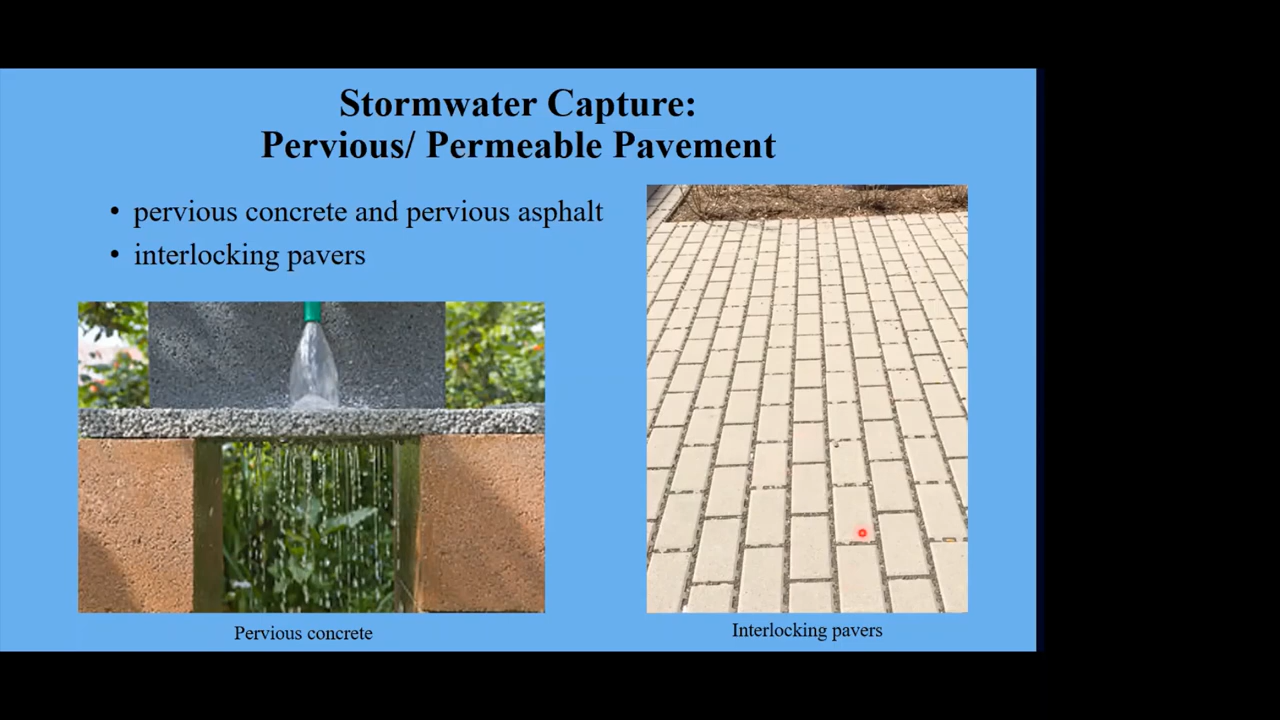 Stormwater Capture:
Pervious/ Permeable Pavement
• pervious concrete and pervious asphalt
• interlocking pavers
Pervious concrete
Interlocking pavers